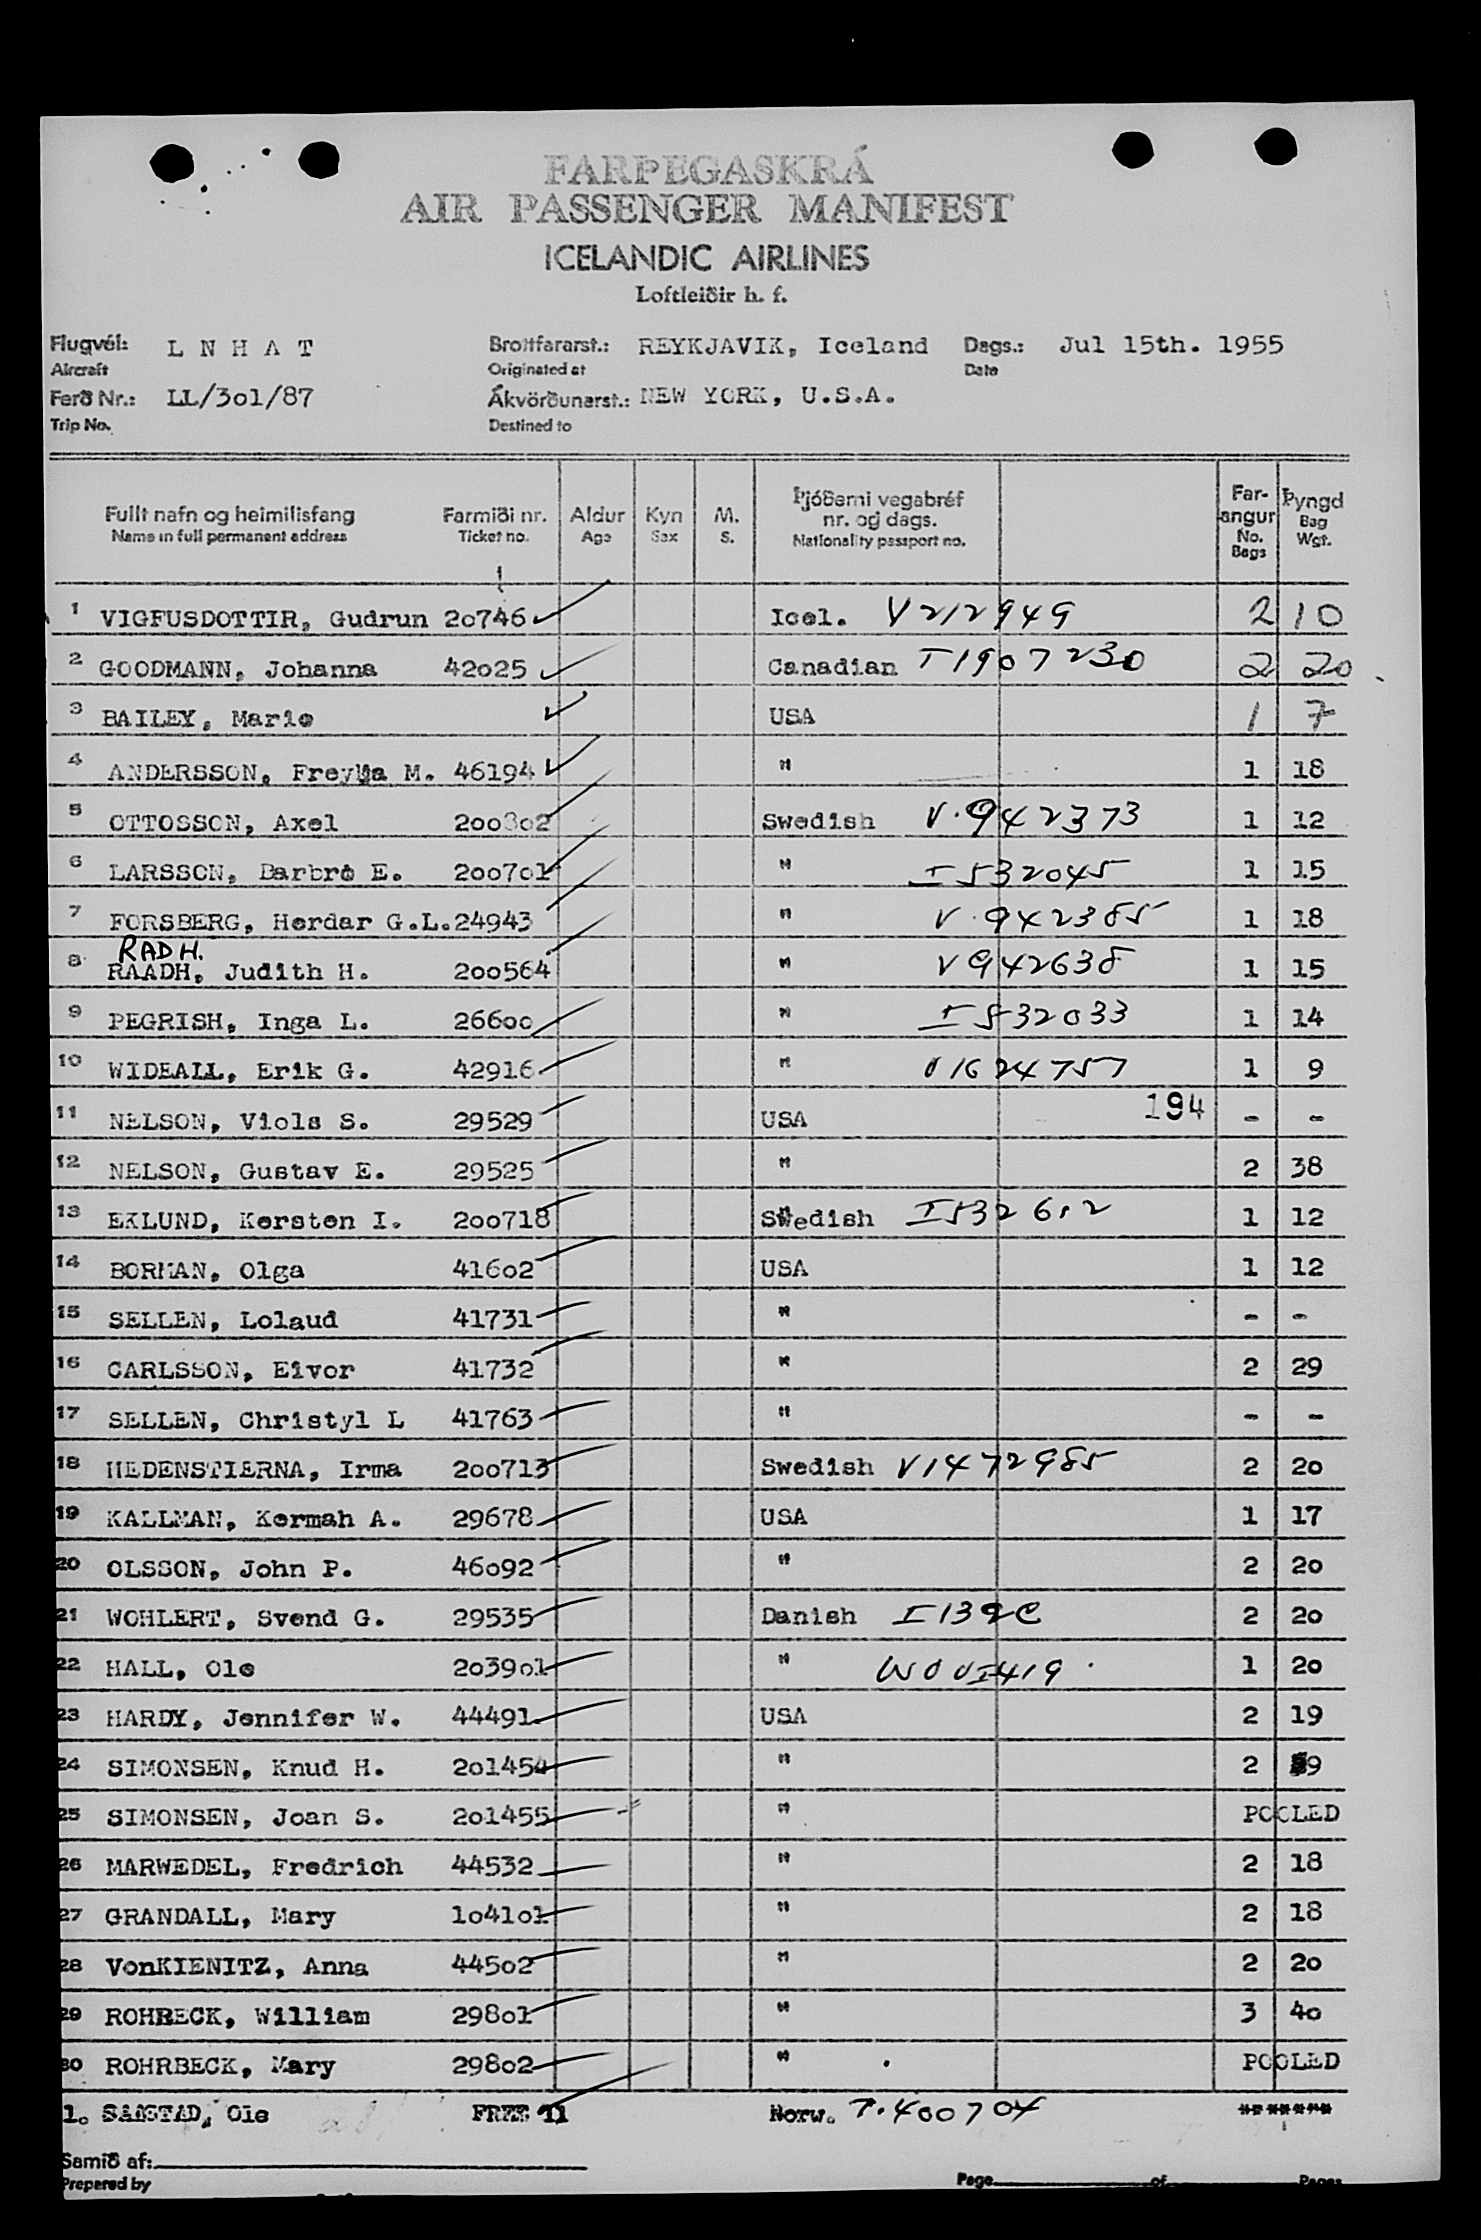 FARÞEGASKRÁ
AIR PASSENGER MANIFEST
ICELANDIC AIRLINES
Loftleiðir h. f.
Flugvél: L N H A T Brottfararst.: REYKJAVIK, Iceland Dags.: Jul 15th. 1955
Aircraft Originated at Date
Ferð Nr.: LL/3o1/87 Ákvörðunarst.: NEW YORK, U.S.A.
Trip No. Destined to
Fullt nafn og heimilisfang Farmiði nr. Aldur Kyn M. Þjóðerni vegabréf nr. og dags. Far-angur Þyngd
Name in full permanent address Ticket no. Age Sex S. Nationality passport no. No. Bags Bag Wgt.
1 VIGFUSDOTTIR, Gudrun 2o746 Icel. V212949 2 10
2 GOODMANN, Johanna 42o25 Canadian T1907230 2 20
3 BAILEY, Marie USA 1 7
4 ANDERSSON, Freyja M. 46194 " 1 18
5 OTTOSSON, Axel 2oo3o2 Swedish V.942373 1 12
6 LARSSON, Barbro E. 2oo7o1 " I532045 1 15
7 FORSBERG, Herdar G.L. 24943 " V.942385 1 18
RADH.
8 RAADH, Judith H. 2oo564 " V942638 1 15
9 PEGRISH, Inga L. 266oo " I532033 1 14
10 WIDEALL, Erik G. 42916 " 01624757 1 9
11 NELSON, Viola S. 29529 USA 194 - -
12 NELSON, Gustav E. 29525 " 2 38
13 EKLUND, Kersten I. 2oo718 Swedish I532612 1 12
14 BORMAN, Olga 416o2 USA 1 12
15 SELLEN, Lolaud 41731 " - -
16 CARLSSON, Eivor 41732 " 2 29
17 SELLEN, Christyl L 41763 " - -
18 HEDENSTIERNA, Irma 2oo713 Swedish V1472985 2 2o
19 KALLMAN, Kermah A. 29678 USA 1 17
20 OLSSON, John P. 46o92 " 2 2o
21 WOHLERT, Svend G. 29535 Danish I139C 2 2o
22 HALL, Ole 2o39o1 " 1 2o
23 HARDY, Jennifer W. 44491 USA 2 19
24 SIMONSEN, Knud H. 2o1454 " 2
25 SIMONSEN, Joan S. 2o1455 " POOLED
26 MARWEDEL, Fredrich 44532 " 2 18
27 GRANDALL, Mary 1o41o1 " 2 18
28 VonKIENITZ, Anna 445o2 " 2 2o
29 ROHRECK, William 298o1 " 3 4o
30 ROHRBECK, Mary 298o2 " POOLED
1. SAMSTAD, Ole FREE 11 Norw. P.400704 *******
Samið af:
Prepared by Page of Pages